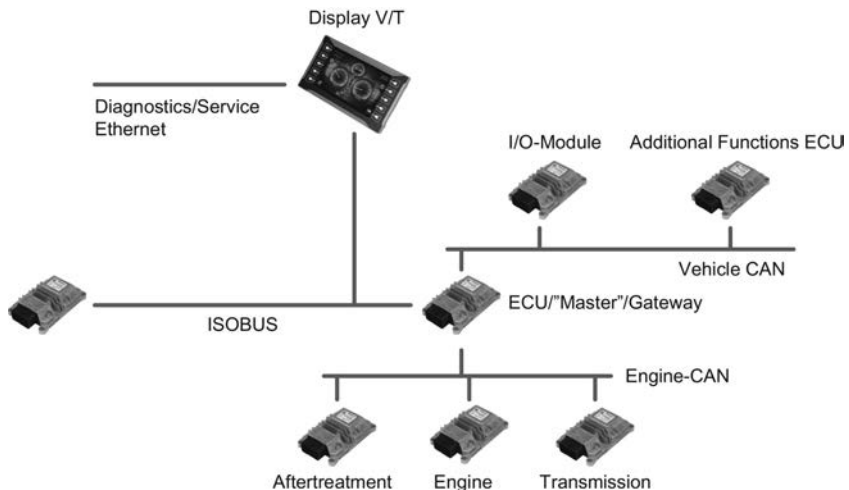 Display V/T
Diagnostics/Service
Ethernet
I/O-Module
Additional Functions ECU
Vehicle CAN
ECU/”Master”/Gateway
ISOBUS
Engine-CAN
Aftertreatment
Engine
Transmission